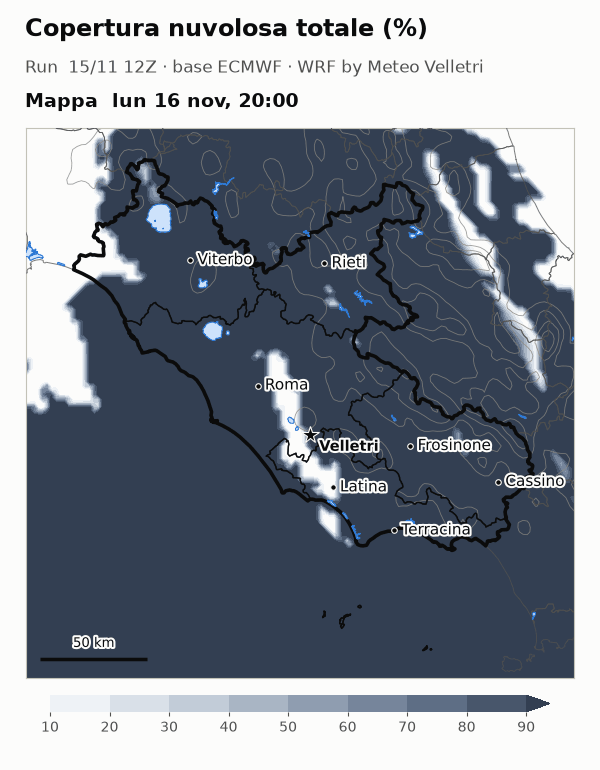 Copertura nuvolosa totale (%)
Run  15/11 12Z · base ECMWF · WRF by Meteo Velletri
Mappa  lun 16 nov, 20:00
Viterbo
Rieti
Roma
Velletri
Frosinone
Cassino
Latina
Terracina
50 km
10 20 30 40 50 60 70 80 90